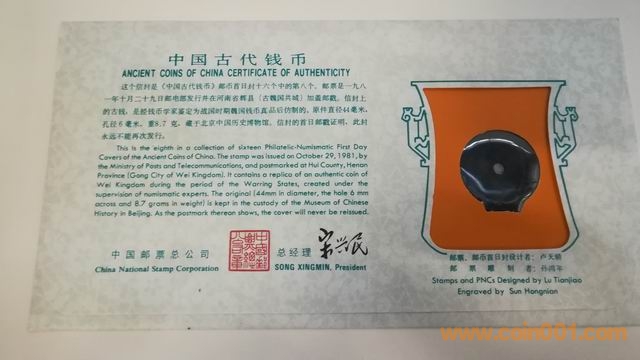 中国古代钱币
ANCIENT COINS OF CHINA CERTIFICATE OF AUTHENTICITY
这个信封是《中国古代钱币》邮币首日封十六个中的第八个。邮票是一九八
一年十月二十九日邮电部发行并在河南省辉县(古魏国共城)加盖邮戳。信封上
的古钱,是经钱币学家鉴定为战国时期魏国钱币真品后仿制的。原件直径44毫米、
孔径6毫米、重8.7克,藏于北京中国历史博物馆。信封的首日邮戳证明,此封
永远不能再次发行。
This is the eighth in a collection of sixteen Philatelic-Numismatic First Day
Covers of the Ancient Coins of China. The stamp was issued on October 29, 1981, by
the Ministry of Posts and Telecommunications, and postmarked at Hui County, Henan
Province (Gong City of Wei Kingdom). It contains a replica of an authentic coin of
Wei Kingdom during the period of the Warring States, created under the
supervision of numismatic experts. The original (44mm in diameter, the hole 6 mm
across and 8.7 grams in weight) is kept in the custody of the Museum of Chinese
History in Beijing. As the postmark thereon shows, the cover will never be reissued.
中国邮票总公司
China National Stamp Corporation
总经理 宋兴民
SONG XINGMIN, President
邮票、邮币首日封设计者:卢天骄
邮票雕刻者:孙鸿年
Stamps and PNCs Designed by Lu Tianjiao
Engraved by Sun Hongnian
www.coin001.com